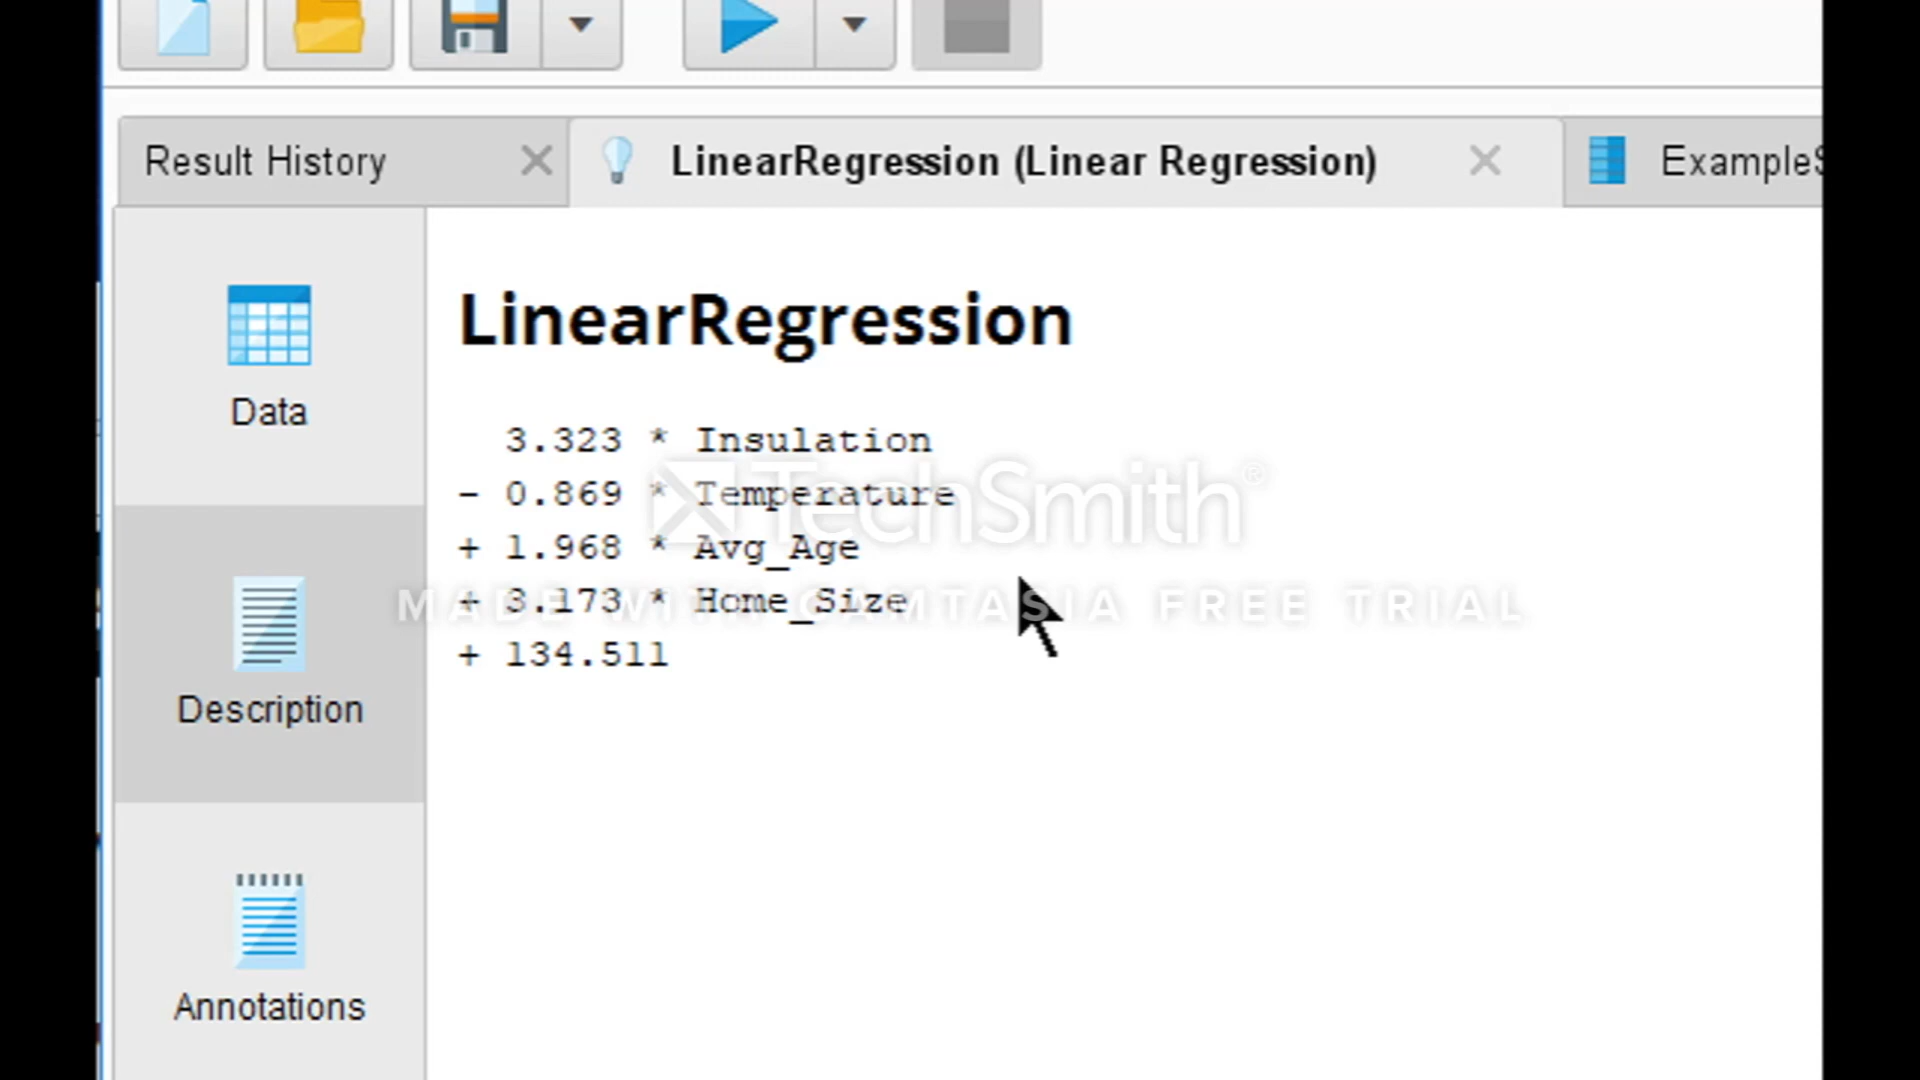 Result History
LinearRegression (Linear Regression)
Example
LinearRegression
Data
3.323 * Insulation
- 0.869 * Temperature
+ 1.968 * Avg_Age
+ 3.173 * Home_Size
+ 134.511
TechSmith®
MADE WITH CAMTASIA FREE TRIAL
Description
Annotations